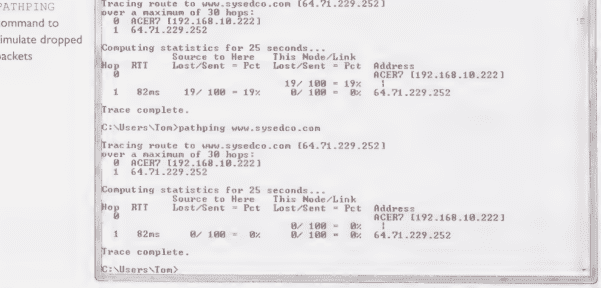 PATHPING
command to
simulate dropped
packets
Tracing route to www.sysedco.com [64.71.229.252]
over a maximum of 30 hops:
0 ACER7 [192.168.10.222]
1 64.71.229.252
Computing statistics for 25 seconds...
Source to Here This Node/Link
Hop RTT Lost/Sent = Pct Lost/Sent = Pct Address
0 ACER7 [192.168.10.222]
19/ 100 = 19% |
1 82ms 19/ 100 = 19% 0/ 100 = 0% 64.71.229.252
Trace complete.
C:\Users\Tom>pathping www.sysedco.com
Tracing route to www.sysedco.com [64.71.229.252]
over a maximum of 30 hops:
0 ACER7 [192.168.10.222]
1 64.71.229.252
Computing statistics for 25 seconds...
Source to Here This Node/Link
Hop RTT Lost/Sent = Pct Lost/Sent = Pct Address
0 ACER7 [192.168.10.222]
0/ 100 = 0% |
1 82ms 0/ 100 = 0% 0/ 100 = 0% 64.71.229.252
Trace complete.
C:\Users\Tom>